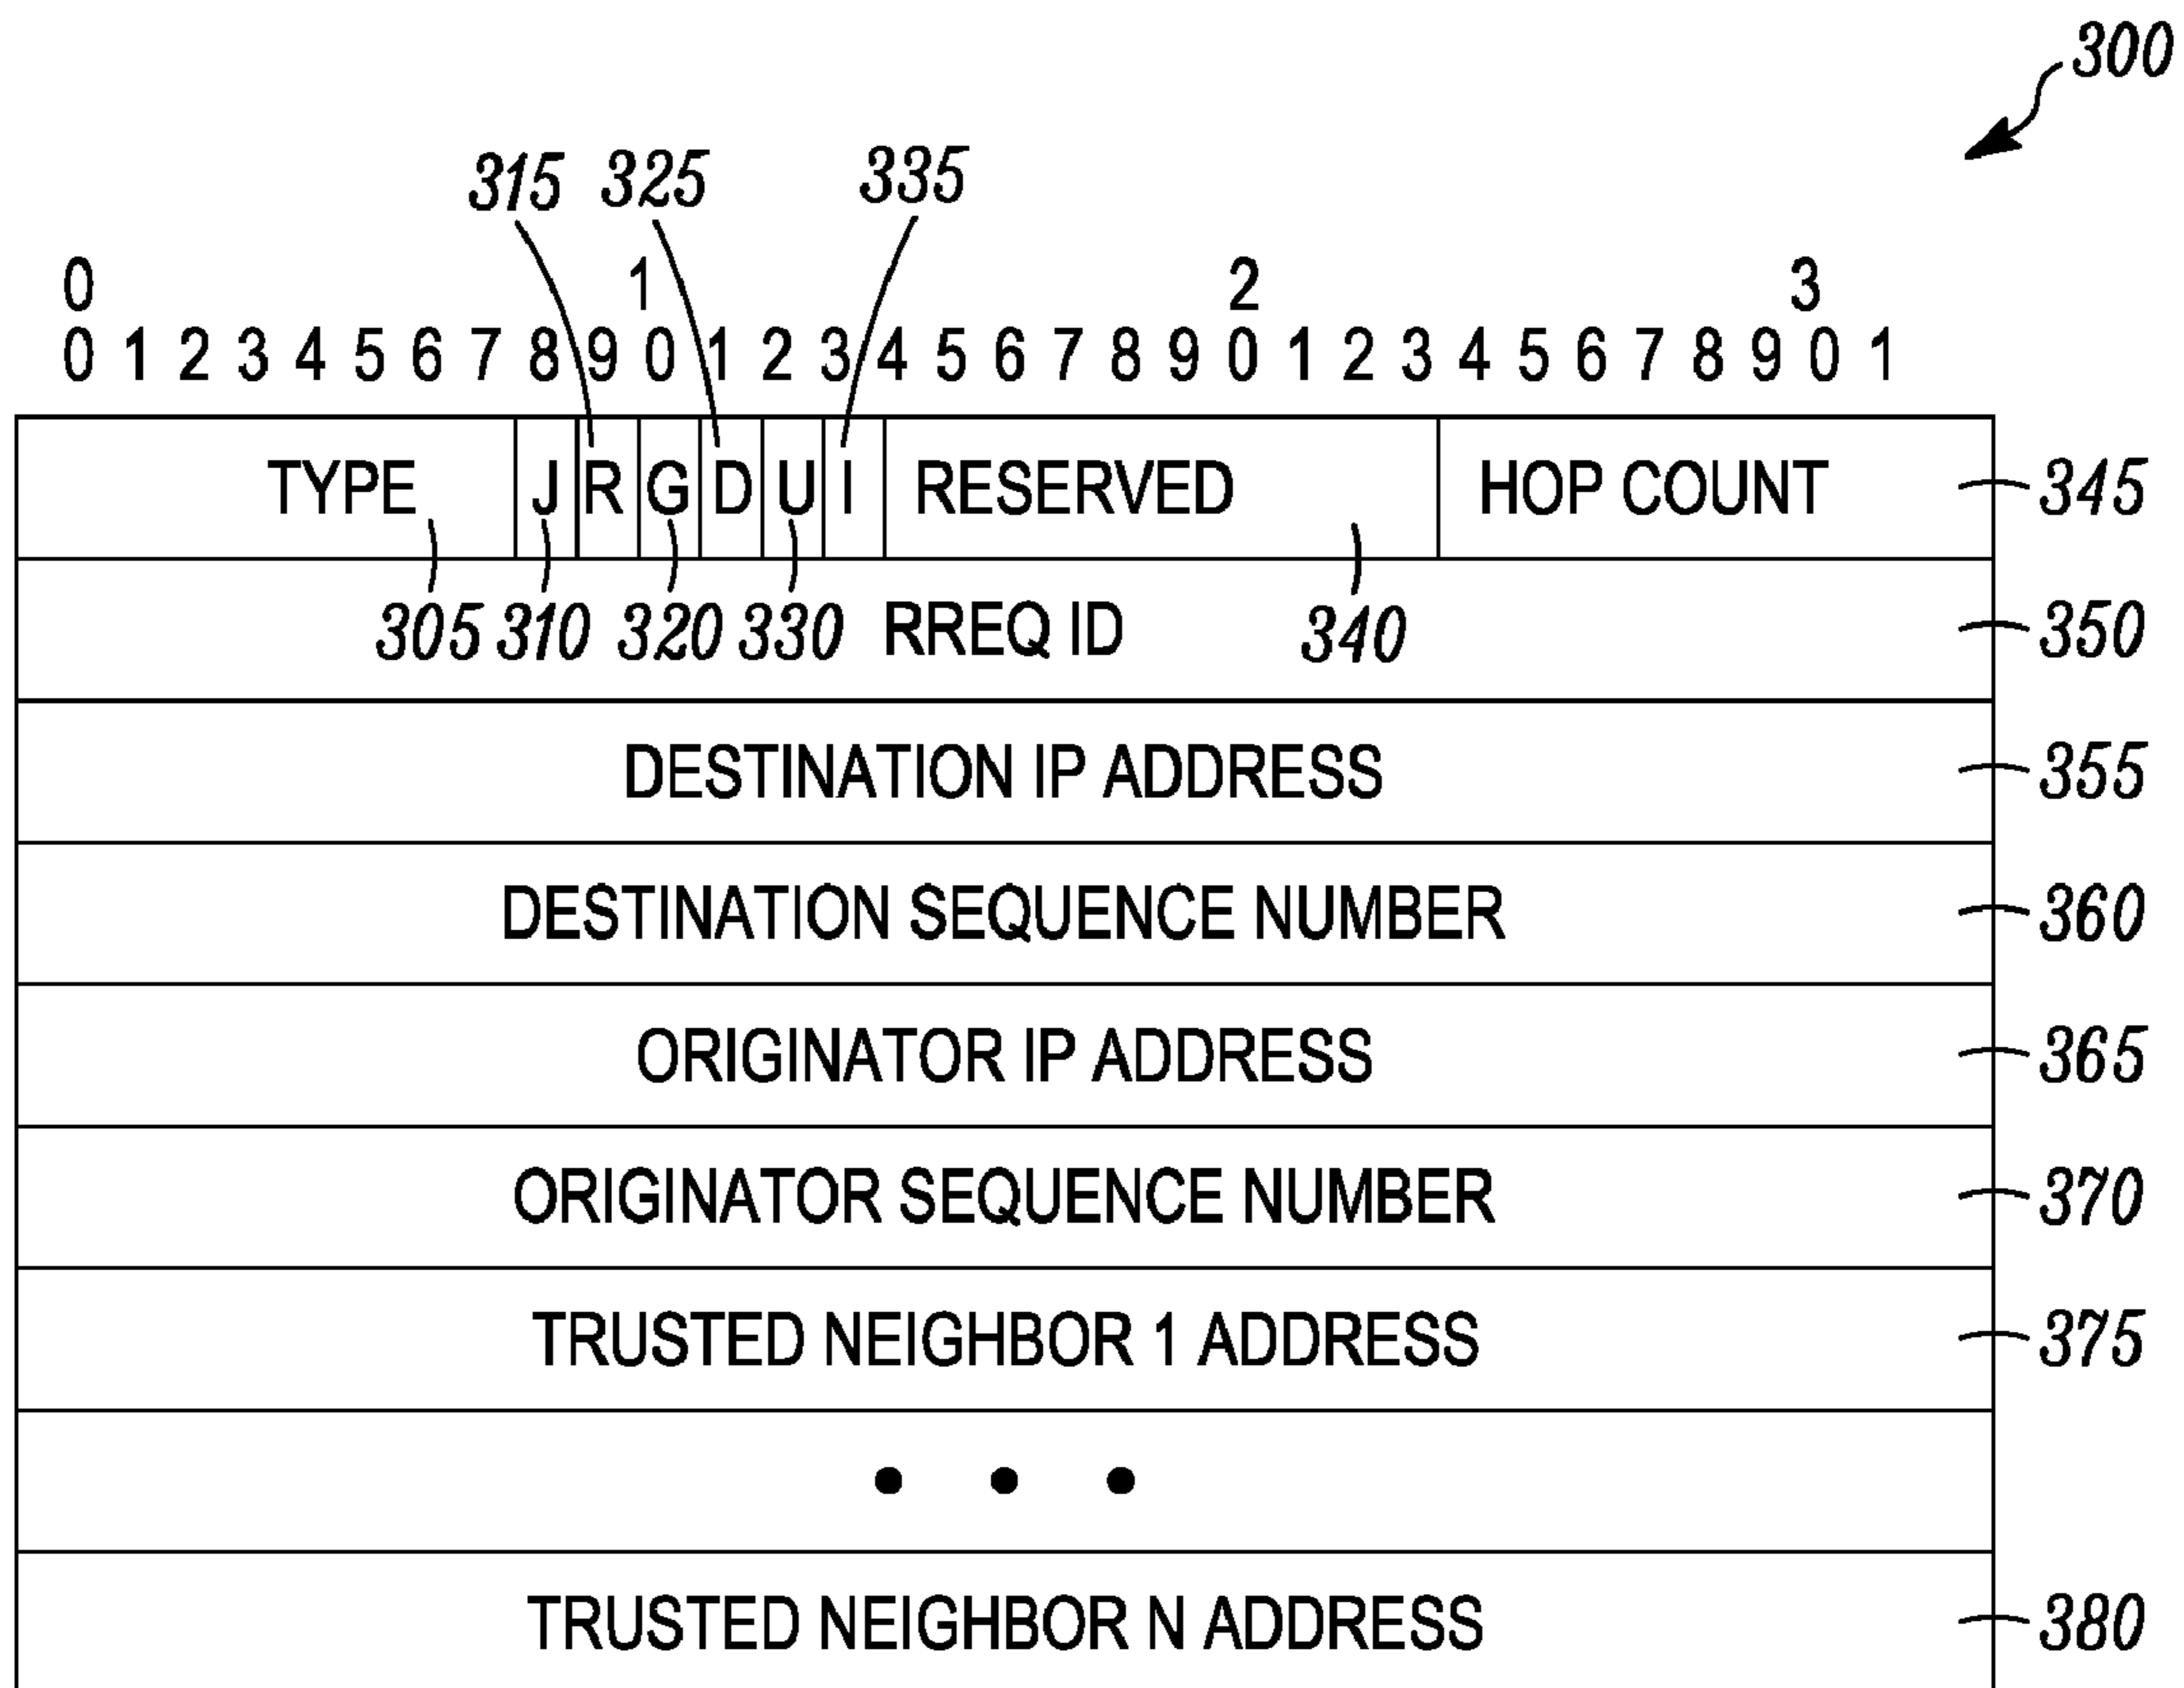 300
315 325 335
0 1 2 3
0 1 2 3 4 5 6 7 8 9 0 1 2 3 4 5 6 7 8 9 0 1 2 3 4 5 6 7 8 9 0 1
TYPE J R G D U I RESERVED HOP COUNT 345
305 310 320 330 RREQ ID 340 350
DESTINATION IP ADDRESS 355
DESTINATION SEQUENCE NUMBER 360
ORIGINATOR IP ADDRESS 365
ORIGINATOR SEQUENCE NUMBER 370
TRUSTED NEIGHBOR 1 ADDRESS 375
• • •
TRUSTED NEIGHBOR N ADDRESS 380